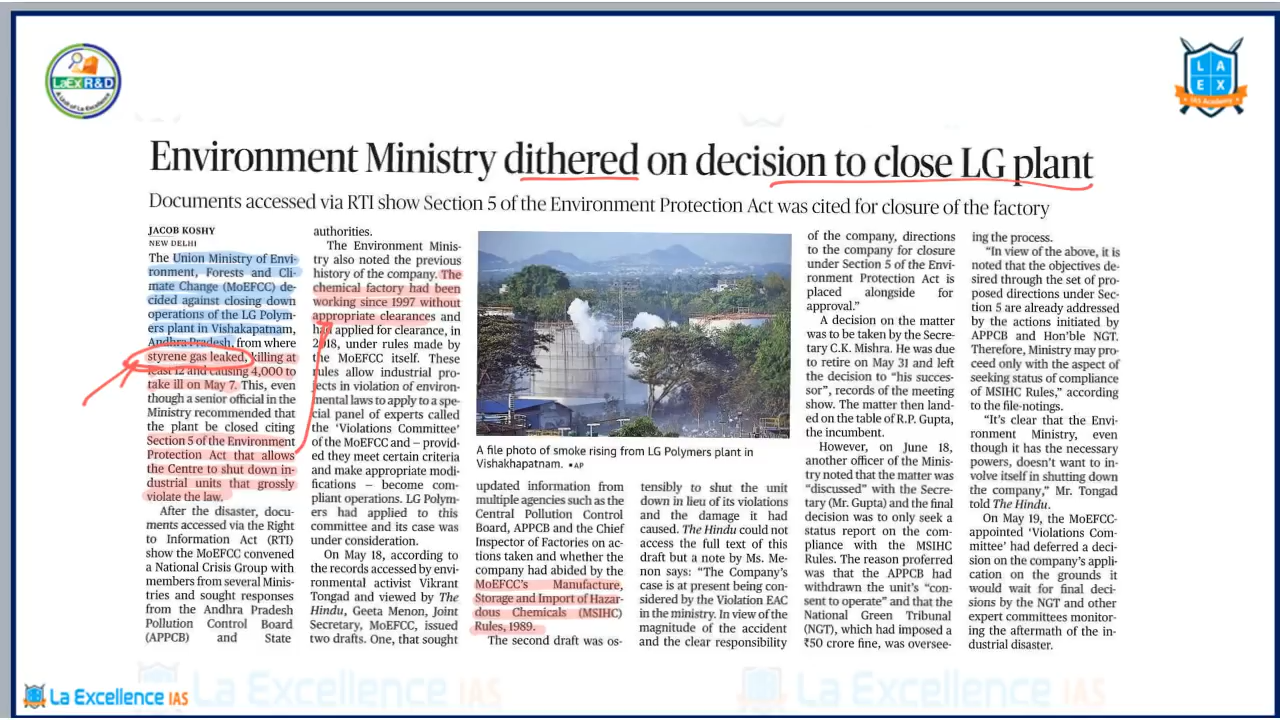 LaEx R&D
A Unit of La Excellence
L A
E X
IAS Academy
Environment Ministry dithered on decision to close LG plant
Documents accessed via RTI show Section 5 of the Environment Protection Act was cited for closure of the factory
JACOB KOSHY
NEW DELHI
The Union Ministry of Envi-
ronment, Forests and Cli-
mate Change (MoEFCC) de-
cided against closing down
operations of the LG Polym-
ers plant in Vishakapatnam,
Andhra Pradesh, from where
styrene gas leaked, killing at
least 12 and causing 4,000 to
take ill on May 7. This, even
though a senior official in the
Ministry recommended that
the plant be closed citing
Section 5 of the Environment
Protection Act that allows
the Centre to shut down in-
dustrial units that grossly
violate the law.
After the disaster, docu-
ments accessed via the Right
to Information Act (RTI)
show the MoEFCC convened
a National Crisis Group with
members from several Minis-
tries and sought responses
from the Andhra Pradesh
Pollution Control Board
(APPCB) and State
authorities.
The Environment Minis-
try also noted the previous
history of the company. The
chemical factory had been
working since 1997 without
appropriate clearances and
had applied for clearance, in
2018, under rules made by
the MoEFCC itself. These
rules allow industrial pro-
jects in violation of environ-
mental laws to apply to a spe-
cial panel of experts called
the ‘Violations Committee’
of the MoEFCC and – provid-
ed they meet certain criteria
and make appropriate modi-
fications – become com-
pliant operations. LG Polym-
ers had applied to this
committee and its case was
under consideration.
On May 18, according to
the records accessed by envi-
ronmental activist Vikrant
Tongad and viewed by The
Hindu, Geeta Menon, Joint
Secretary, MoEFCC, issued
two drafts. One, that sought
A file photo of smoke rising from LG Polymers plant in
Vishakhapatnam. •AP
updated information from
multiple agencies such as the
Central Pollution Control
Board, APPCB and the Chief
Inspector of Factories on ac-
tions taken and whether the
company had abided by the
MoEFCC's Manufacture,
Storage and Import of Hazar-
dous Chemicals (MSIHC)
Rules, 1989.
The second draft was os-
tensibly to shut the unit
down in lieu of its violations
and the damage it had
caused. The Hindu could not
access the full text of this
draft but a note by Ms. Me-
non says: “The Company's
case is at present being con-
sidered by the Violation EAC
in the ministry. In view of the
magnitude of the accident
and the clear responsibility
of the company, directions
to the company for closure
under Section 5 of the Envi-
ronment Protection Act is
placed alongside for
approval.”
A decision on the matter
was to be taken by the Secre-
tary C.K. Mishra. He was due
to retire on May 31 and left
the decision to “his succes-
sor”, records of the meeting
show. The matter then land-
ed on the table of R.P. Gupta,
the incumbent.
However, on June 18,
another officer of the Minis-
try noted that the matter was
“discussed” with the Secre-
tary (Mr. Gupta) and the final
decision was to only seek a
status report on the com-
pliance with the MSIHC
Rules. The reason proferred
was that the APPCB had
withdrawn the unit's “con-
sent to operate” and that the
National Green Tribunal
(NGT), which had imposed a
₹50 crore fine, was oversee-
ing the process.
“In view of the above, it is
noted that the objectives de-
sired through the set of pro-
posed directions under Sec-
tion 5 are already addressed
by the actions initiated by
APPCB and Hon'ble NGT.
Therefore, Ministry may pro-
ceed only with the aspect of
seeking status of compliance
of MSIHC Rules,” according
to the file-notings.
“It's clear that the Envi-
ronment Ministry, even
though it has the necessary
powers, doesn't want to in-
volve itself in shutting down
the company,” Mr. Tongad
told The Hindu.
On May 19, the MoEFCC-
appointed ‘Violations Com-
mittee’ had deferred a deci-
sion on the company's appli-
cation on the grounds it
would wait for final deci-
sions by the NGT and other
expert committees monitor-
ing the aftermath of the in-
dustrial disaster.
La Excellence IAS
La Excellence IAS
La Excellence IAS